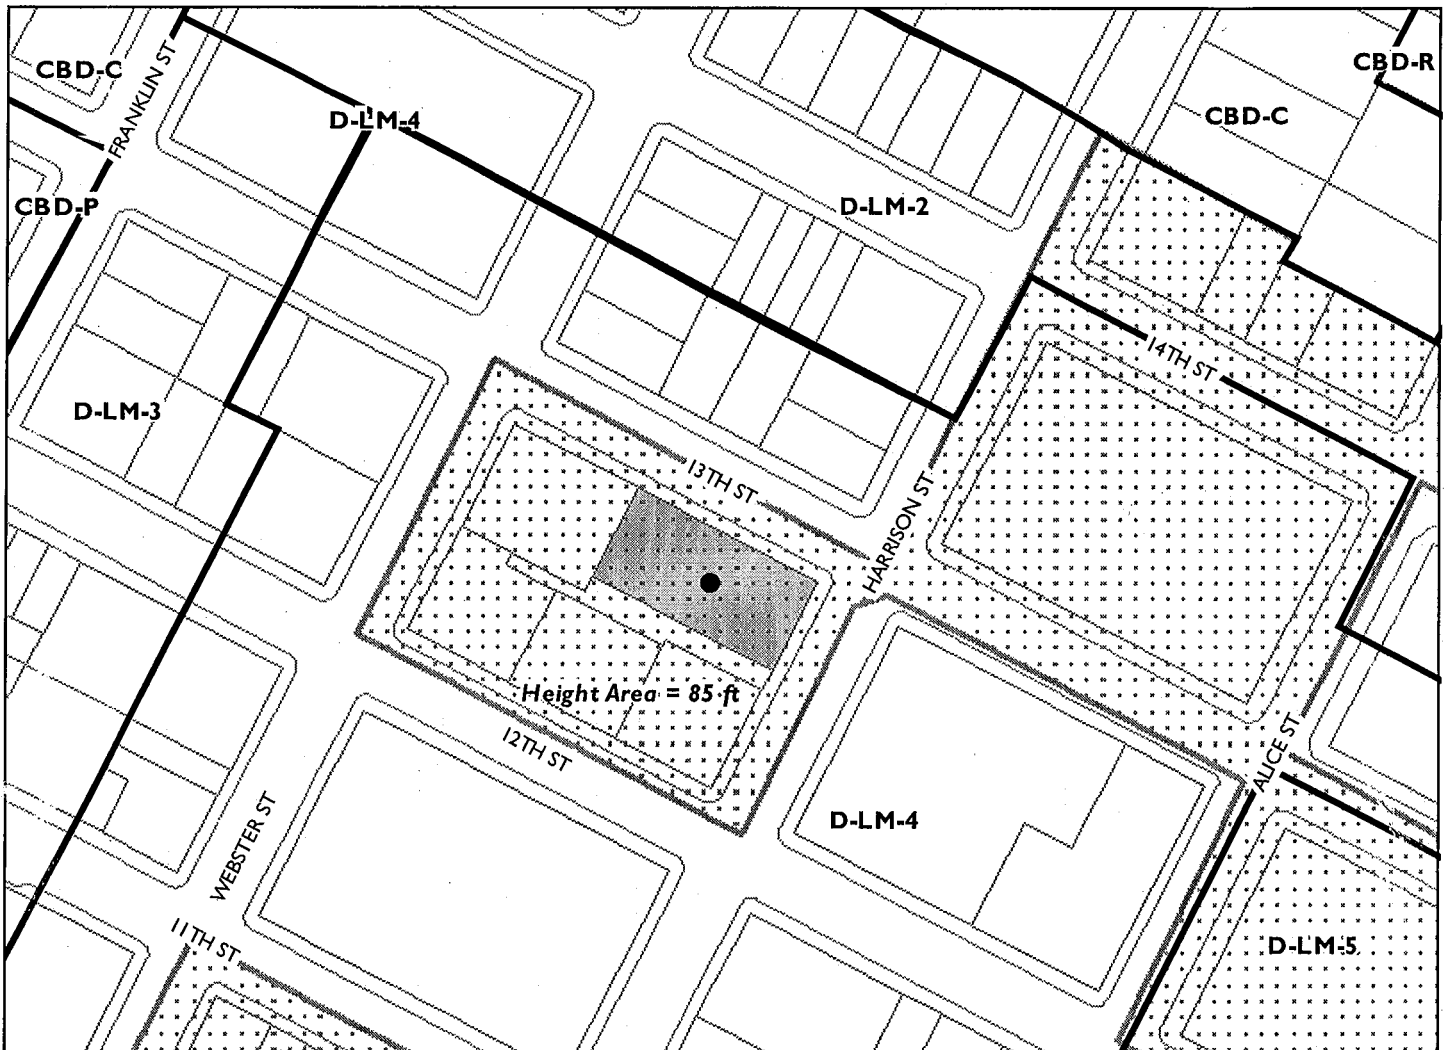 CBD-C
FRANKLIN ST
CBD-R
CBD-C
D-LM-4
CBD-P
D-LM-2
14TH ST
D-LM-3
13TH ST
HARRISON ST
Height Area = 85 ft
12TH ST
ALICE ST
D-LM-4
WEBSTER ST
11TH ST
D-LM-5